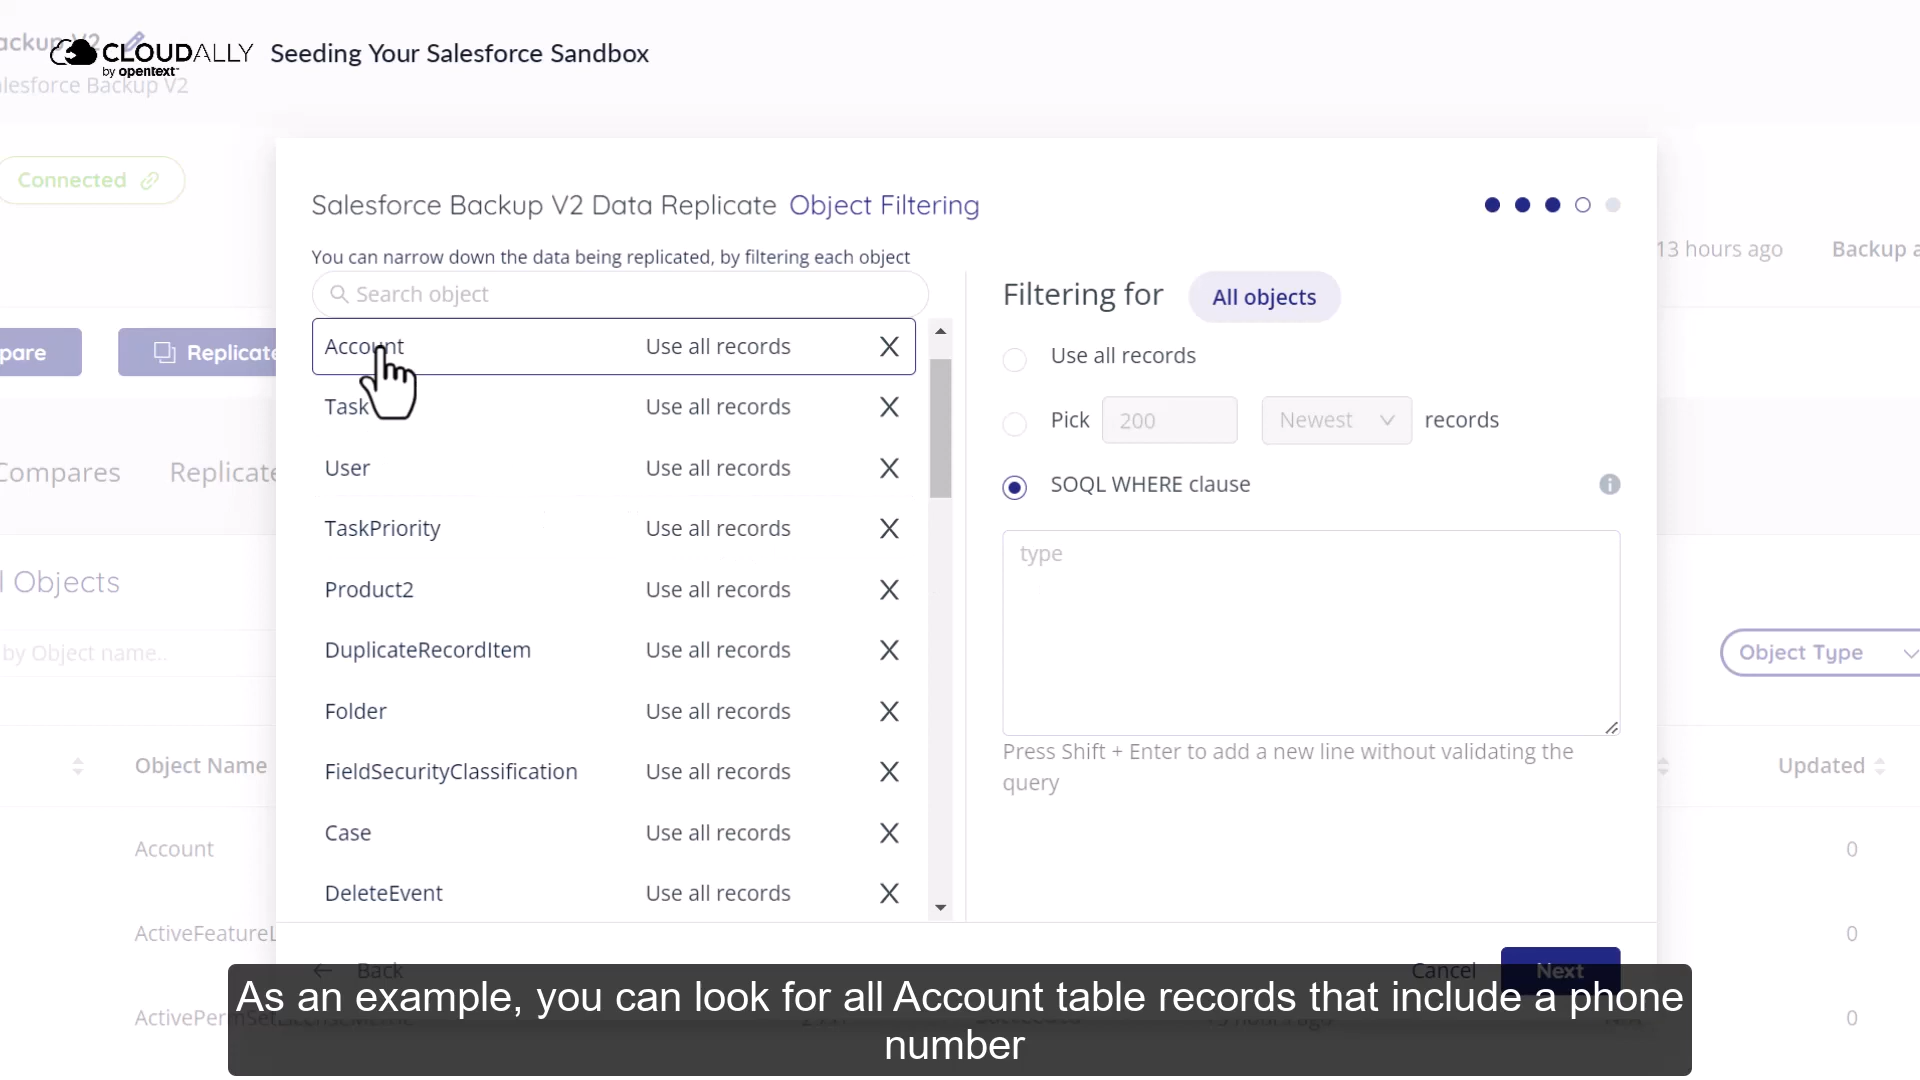 CLOUDALLY
by opentext™
Seeding Your Salesforce Sandbox
lesforce Backup V2
Connected
Salesforce Backup V2 Data Replicate Object Filtering
You can narrow down the data being replicated, by filtering each object
Search object
Account Use all records
Task Use all records
User Use all records
TaskPriority Use all records
Product2 Use all records
DuplicateRecordItem Use all records
Folder Use all records
FieldSecurityClassification Use all records
Case Use all records
DeleteEvent Use all records
Filtering for All objects
Use all records
Pick 200 Newest records
SOQL WHERE clause
type
Press Shift + Enter to add a new line without validating the
query
Back
Cancel
Next
13 hours ago
Backup a
pare
Replicate
Compares
Replicate
l Objects
by Object name..
Object Type
Object Name
Updated
Account
0
ActiveFeatureL
0
0
As an example, you can look for all Account table records that include a phone
number